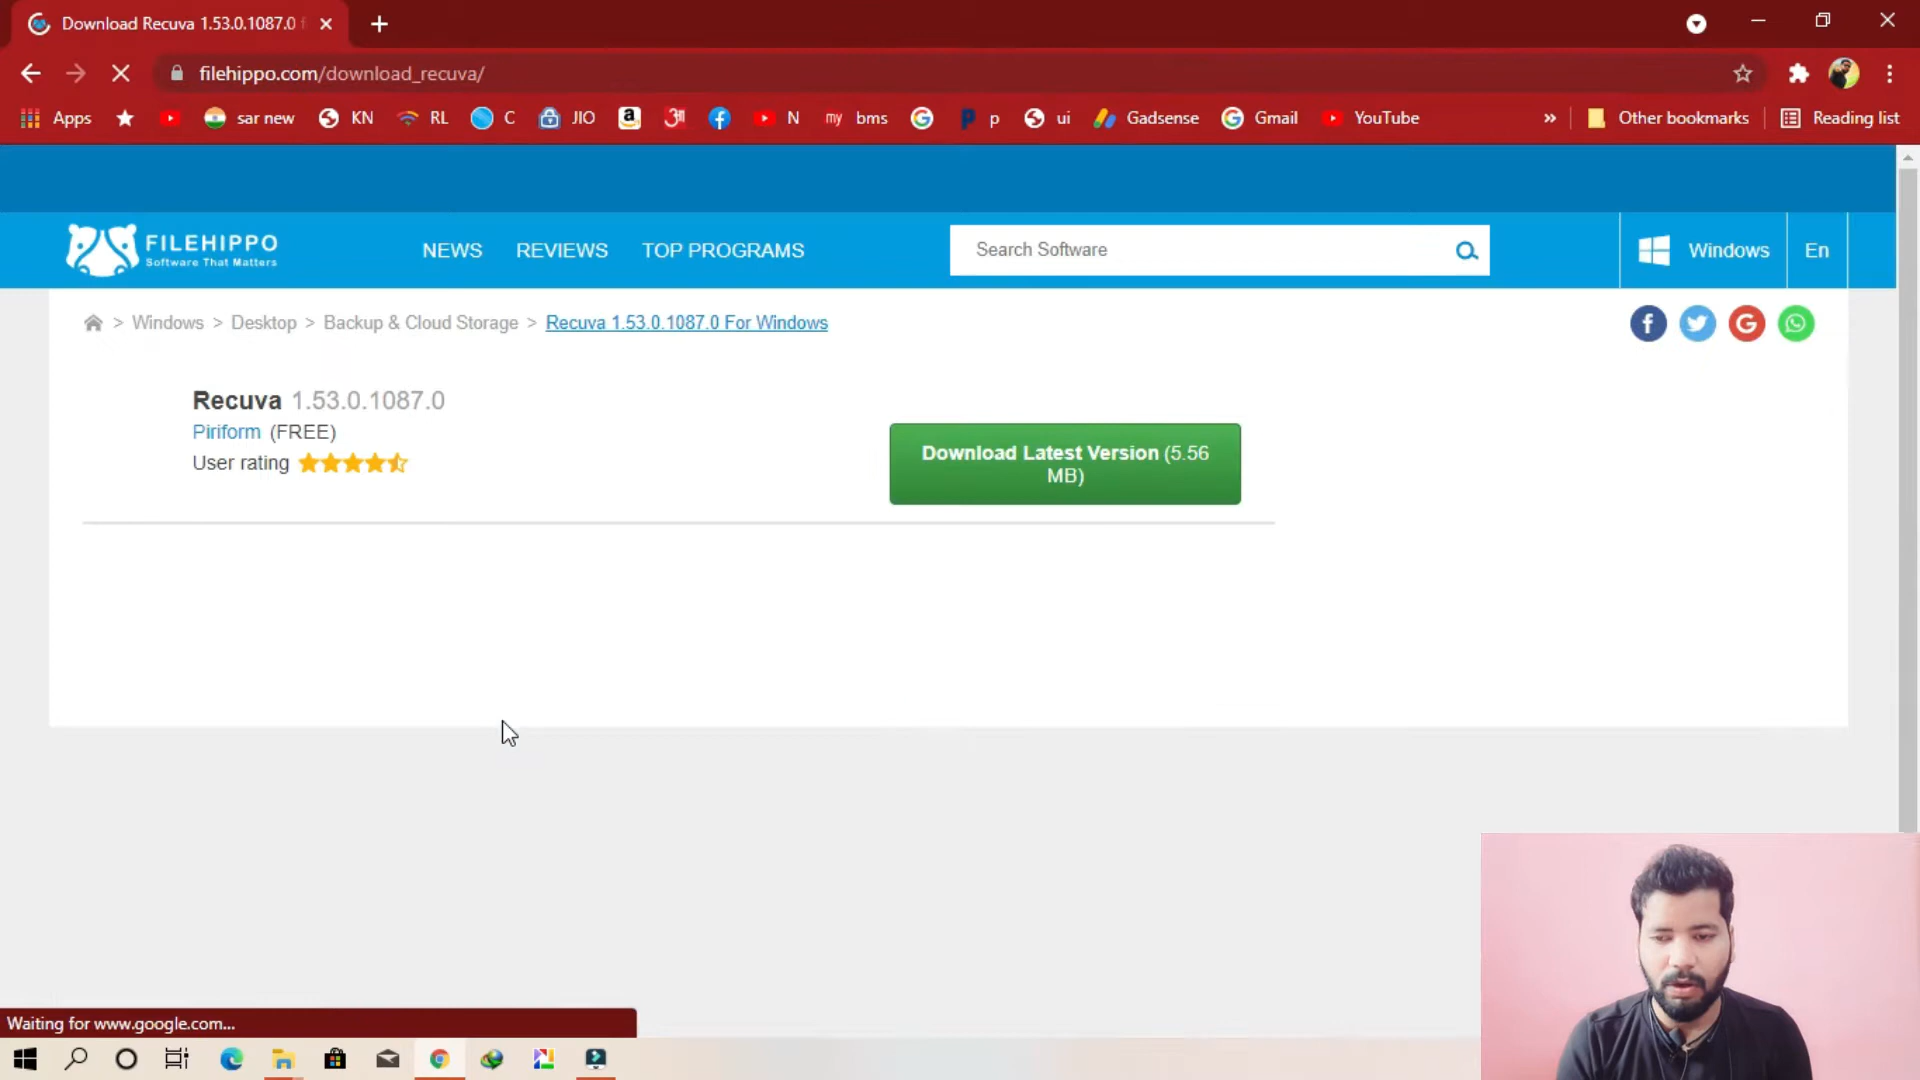 Download Recuva 1.53.0.1087.0
filehippo.com/download_recuva/
Apps sar new KN RL C JIO अ N my bms p ui Gadsense Gmail YouTube » Other bookmarks Reading list
FILEHIPPO
Software That Matters
NEWS REVIEWS TOP PROGRAMS
Search Software
Windows En
> Windows > Desktop > Backup & Cloud Storage > Recuva 1.53.0.1087.0 For Windows
Recuva 1.53.0.1087.0
Piriform (FREE)
User rating
Download Latest Version (5.56
MB)
Waiting for www.google.com...